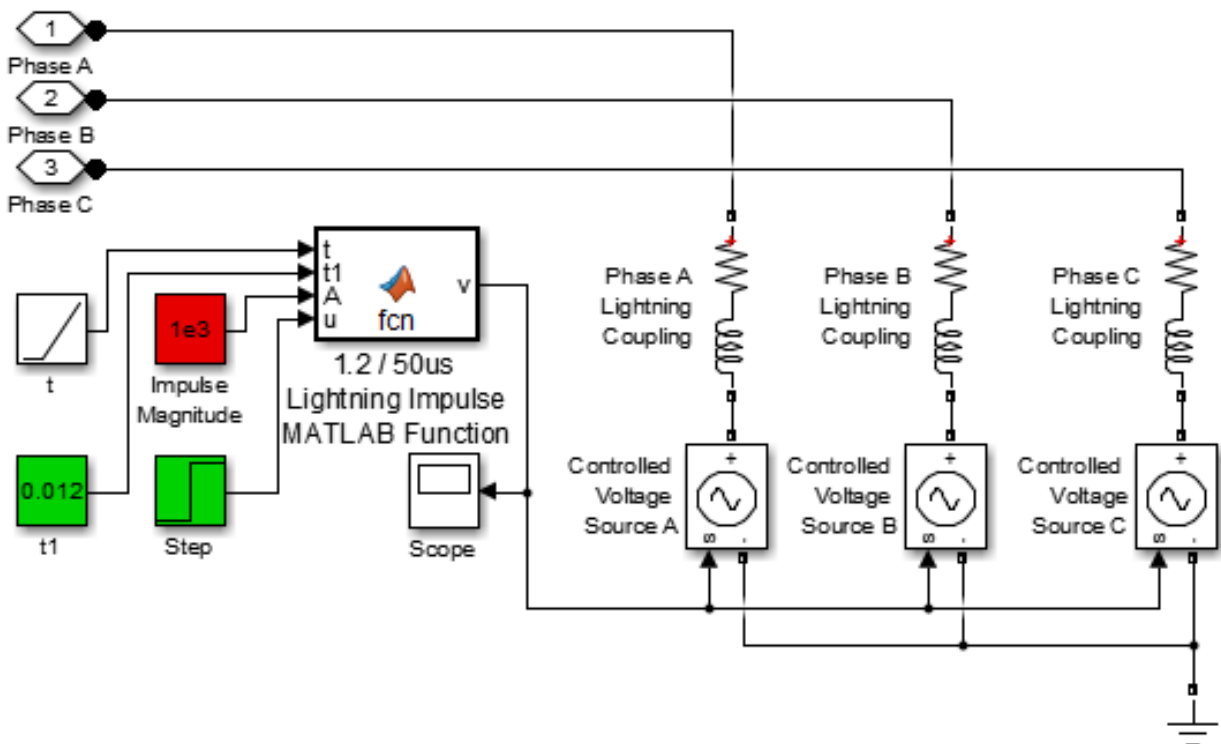 1
Phase A
2
Phase B
3
Phase C
t
t1
A
u
v
fcn
1.2 / 50us
Lightning Impulse
MATLAB Function
t
1e3
Impulse
Magnitude
0.012
t1
Step
Scope
Phase A
Lightning
Coupling
Phase B
Lightning
Coupling
Phase C
Lightning
Coupling
Controlled
Voltage
Source A
+
s
-
Controlled
Voltage
Source B
+
s
-
Controlled
Voltage
Source C
+
s
-